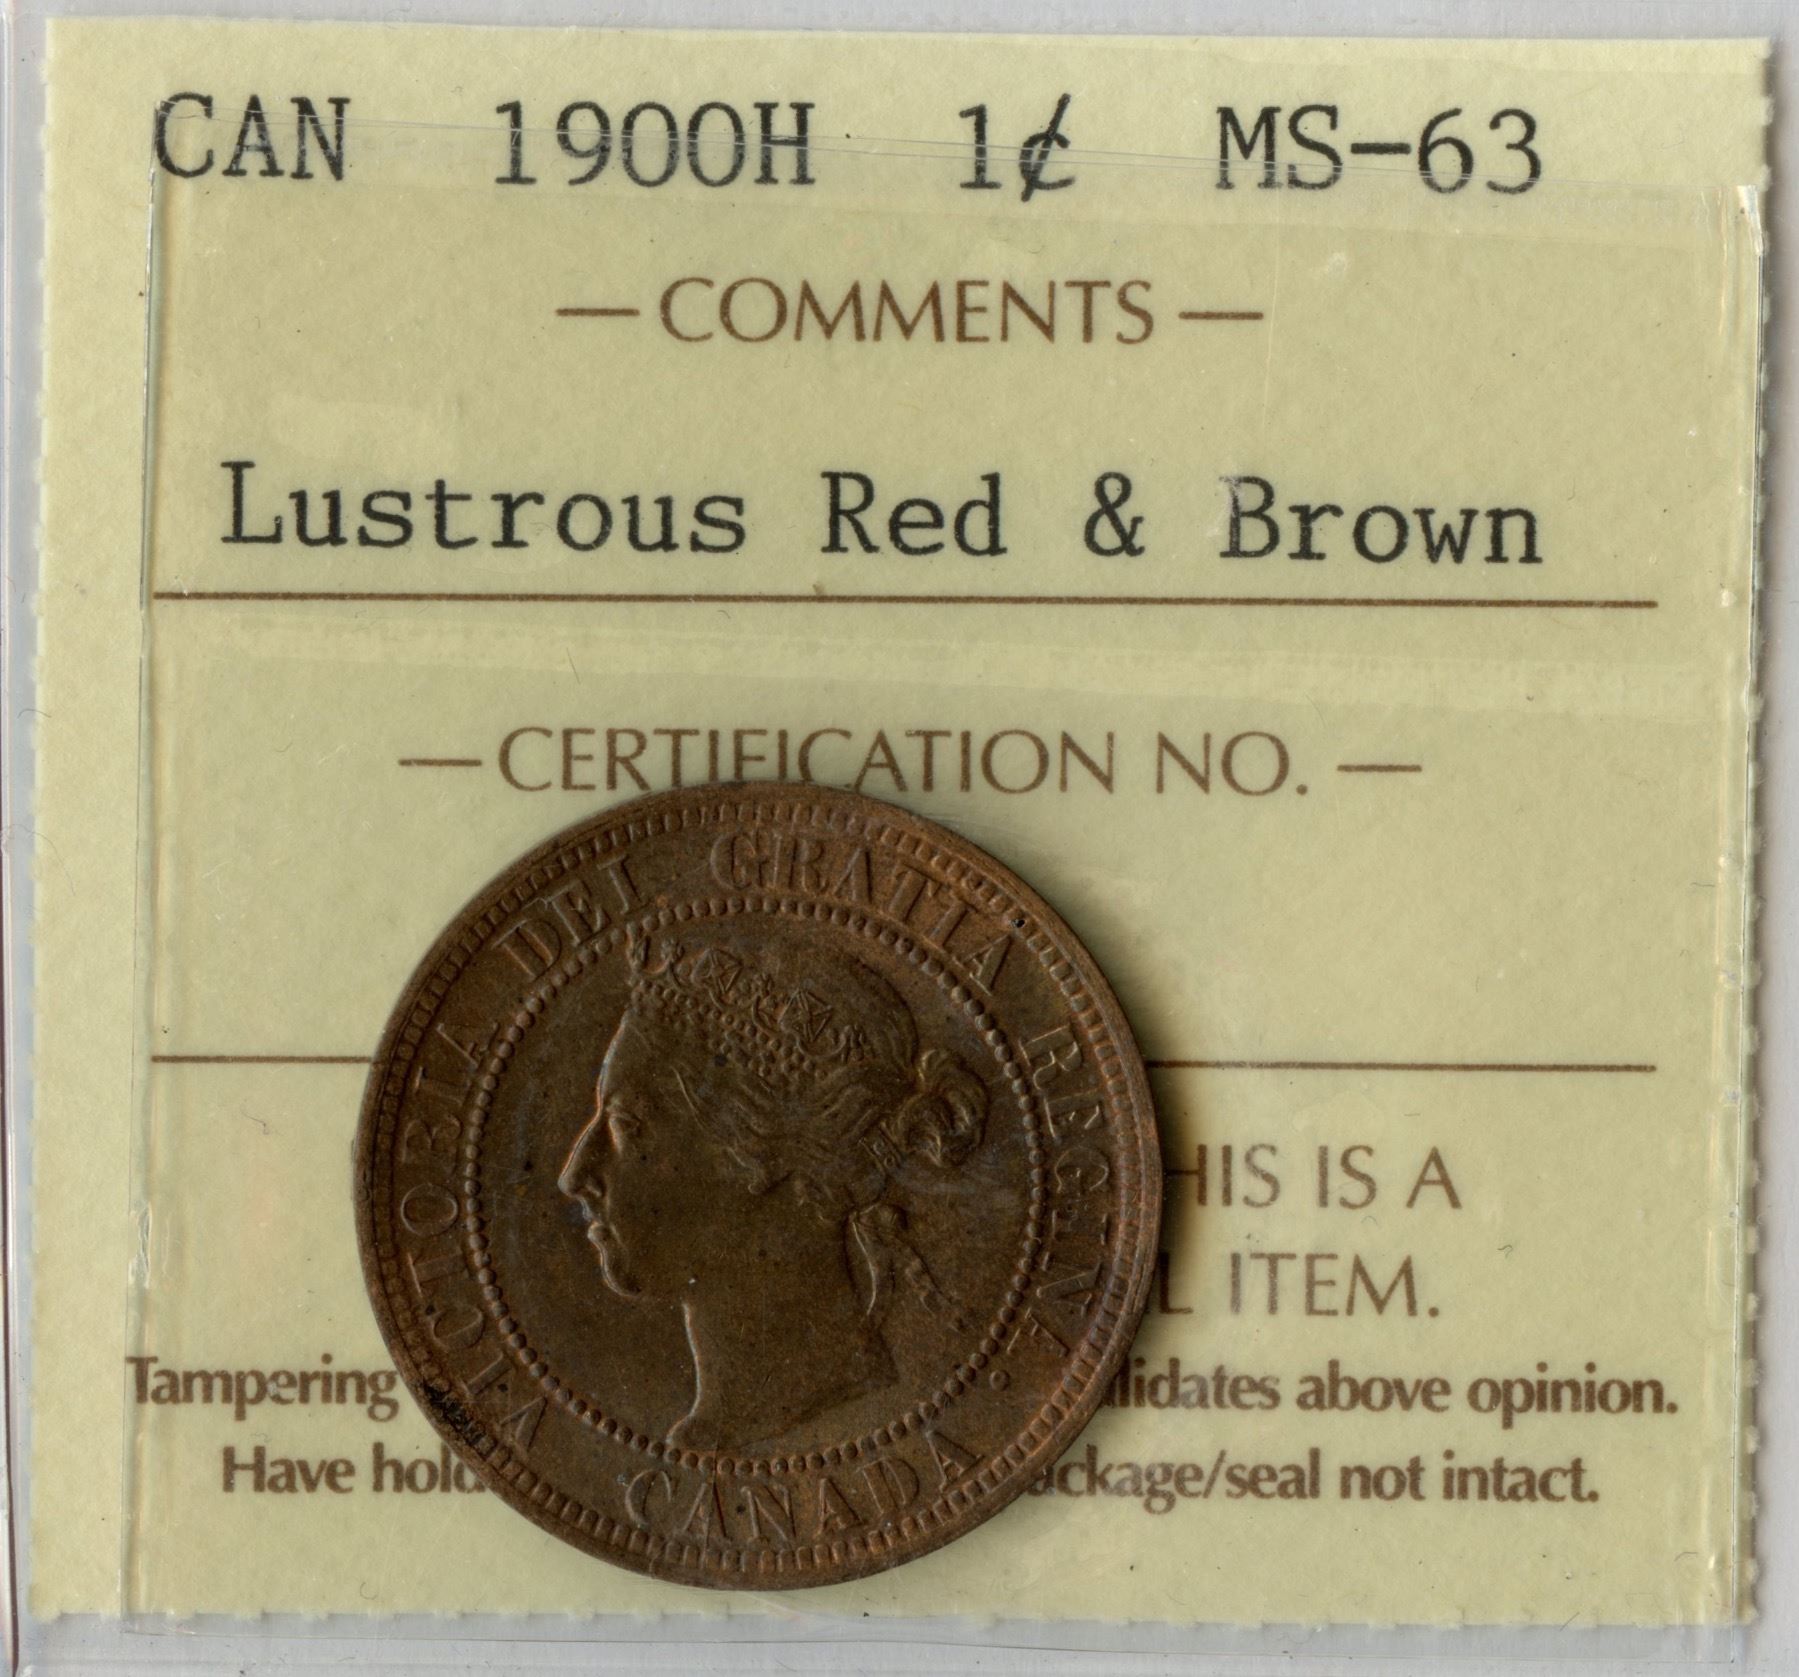 CAN 1900H 1¢ MS-63
— COMMENTS —
Lustrous Red & Brown
— CERTIFICATION NO. —
VICTORIA DEI GRATIA REGINA.
CANADA
HIS IS A
L ITEM.
Tampering lidates above opinion.
Have hold ackage/seal not intact.